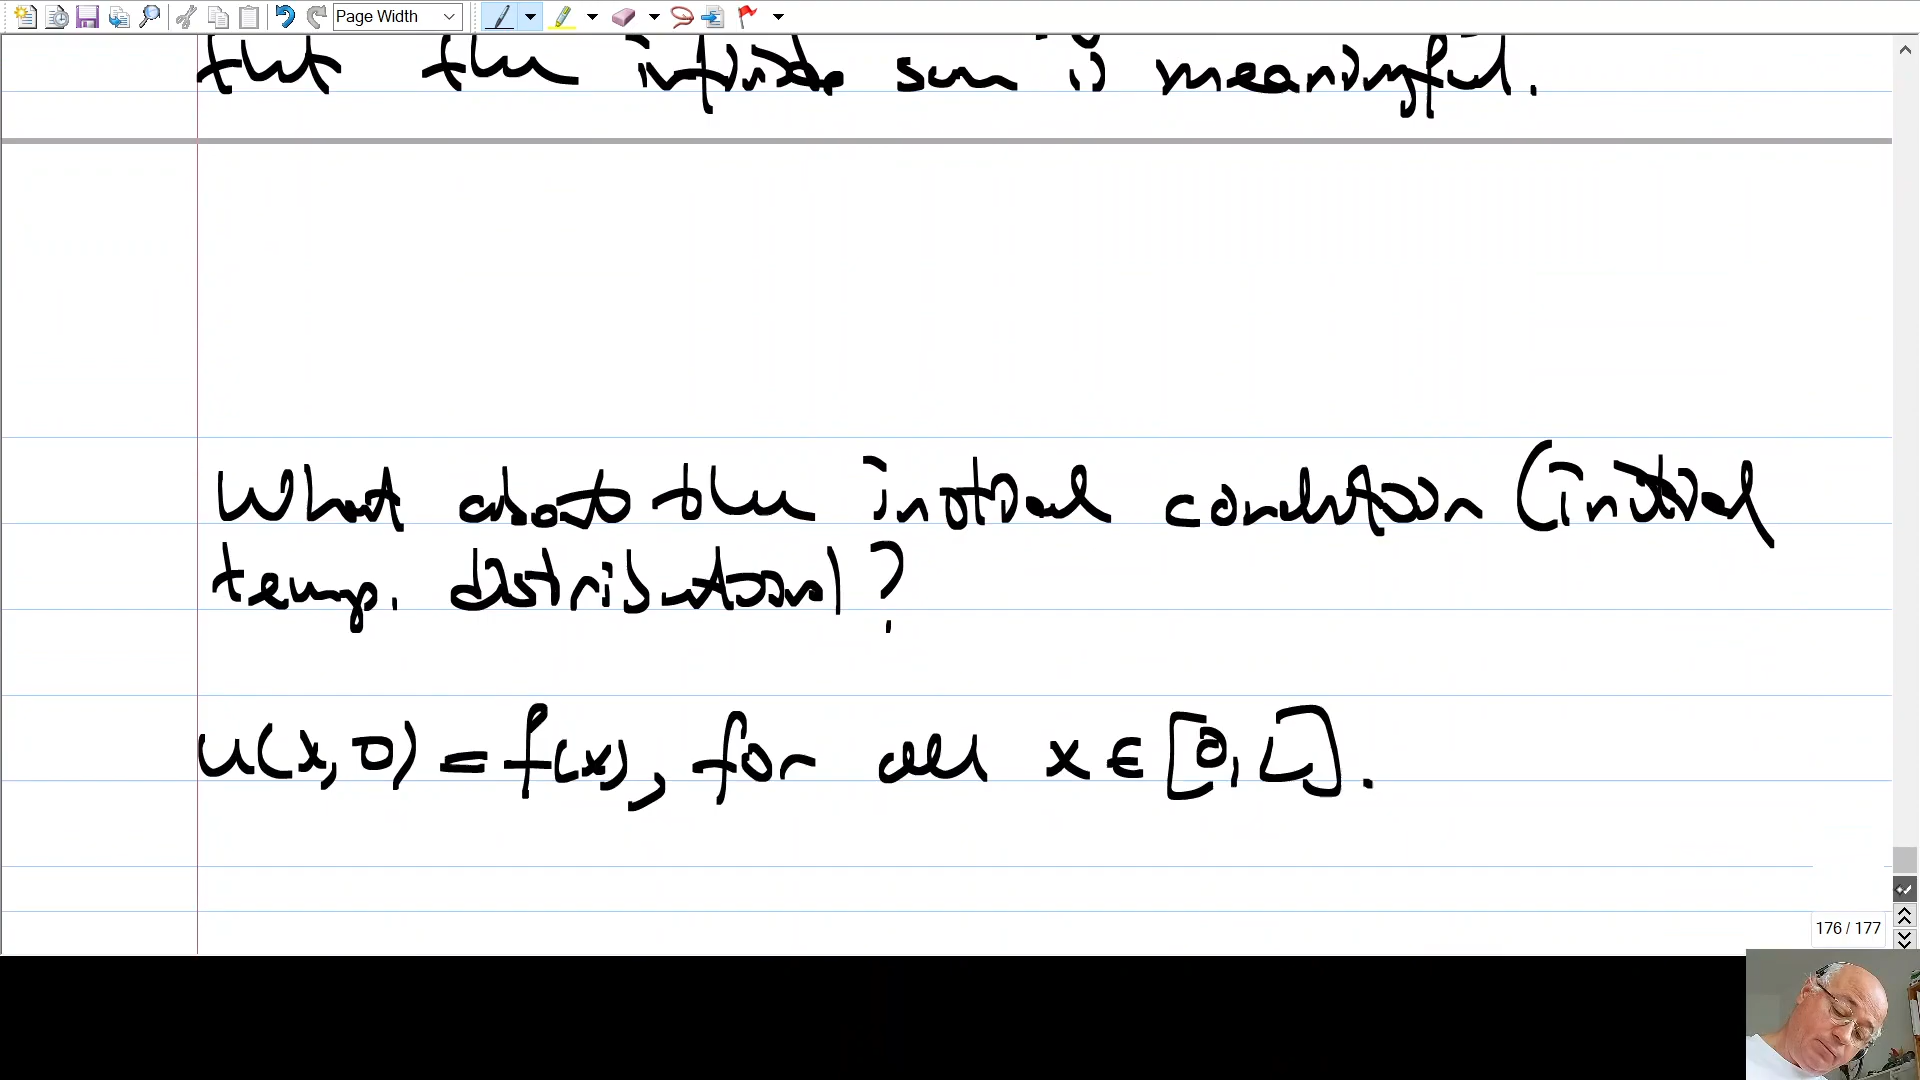 Page Width
that the infinite sum is meaningful.
What about the initial condition (initial
temp. distribution)?
u(x,0) = f(x), for all x ∈ [0, L].
176 / 177